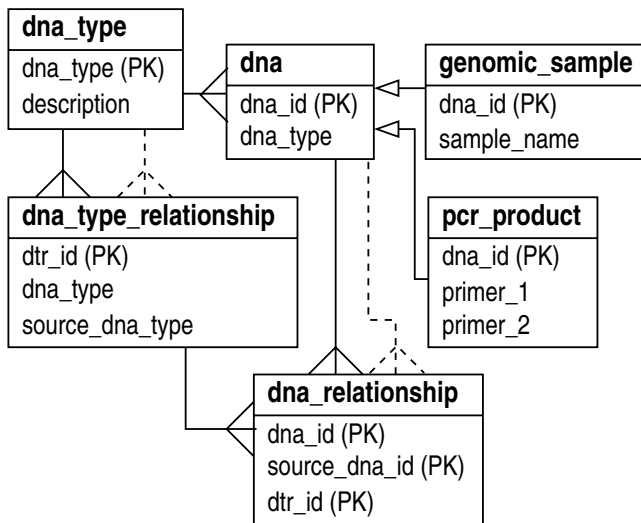 dna_type
dna_type (PK)
description
dna
dna_id (PK)
dna_type
genomic_sample
dna_id (PK)
sample_name
dna_type_relationship
dtr_id (PK)
dna_type
source_dna_type
pcr_product
dna_id (PK)
primer_1
primer_2
dna_relationship
dna_id (PK)
source_dna_id (PK)
dtr_id (PK)